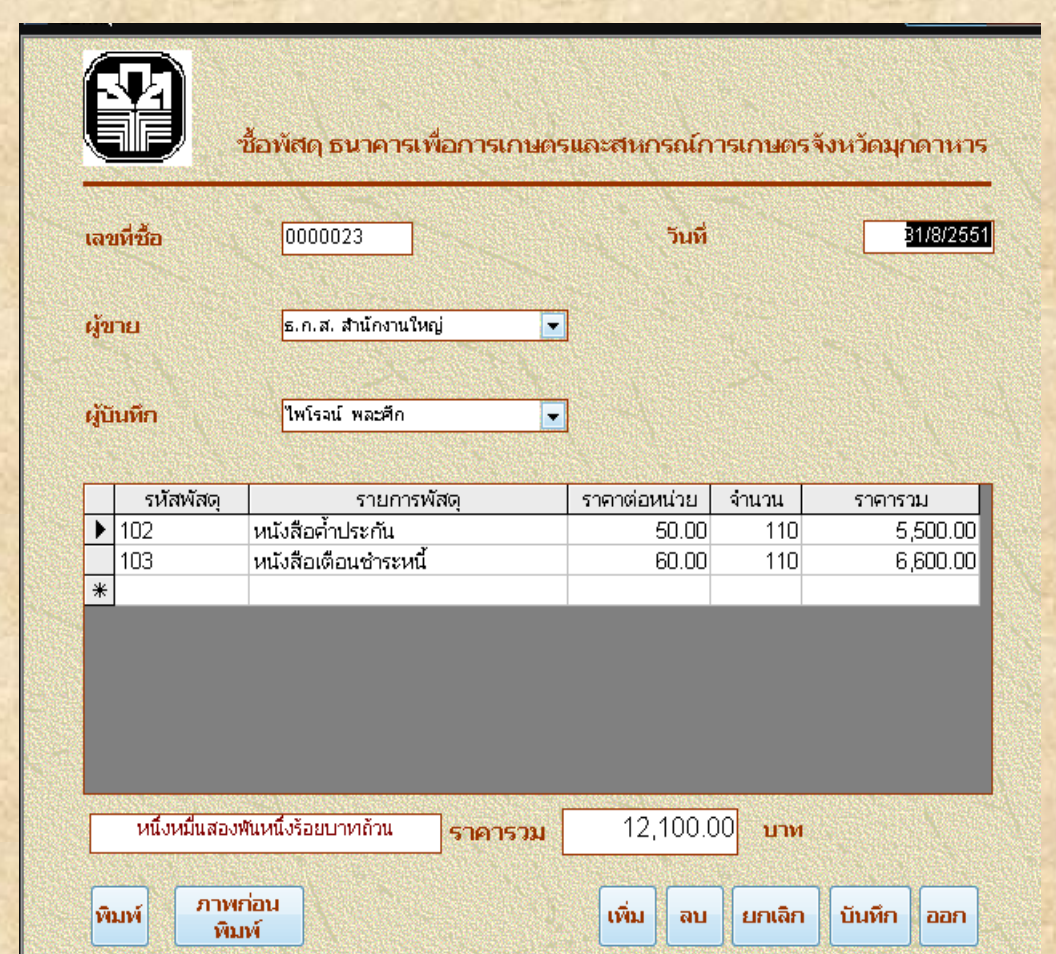 ซื้อพัสดุ ธนาคารเพื่อการเกษตรและสหกรณ์การเกษตรจังหวัดมุกดาหาร
เลขที่ซื้อ 0000023 วันที่ 31/8/2551
ผู้ขาย ธ.ก.ส. สำนักงานใหญ่
ผู้บันทึก ไพโรจน์ พละศึก
รหัสพัสดุ รายการพัสดุ ราคาต่อหน่วย จำนวน ราคารวม
102 หนังสือค้ำประกัน 50.00 110 5,500.00
103 หนังสือเตือนชำระหนี้ 60.00 110 6,600.00
หนึ่งหมื่นสองพันหนึ่งร้อยบาทถ้วน ราคารวม 12,100.00 บาท
พิมพ์ ภาพก่อน
พิมพ์ เพิ่ม ลบ ยกเลิก บันทึก ออก